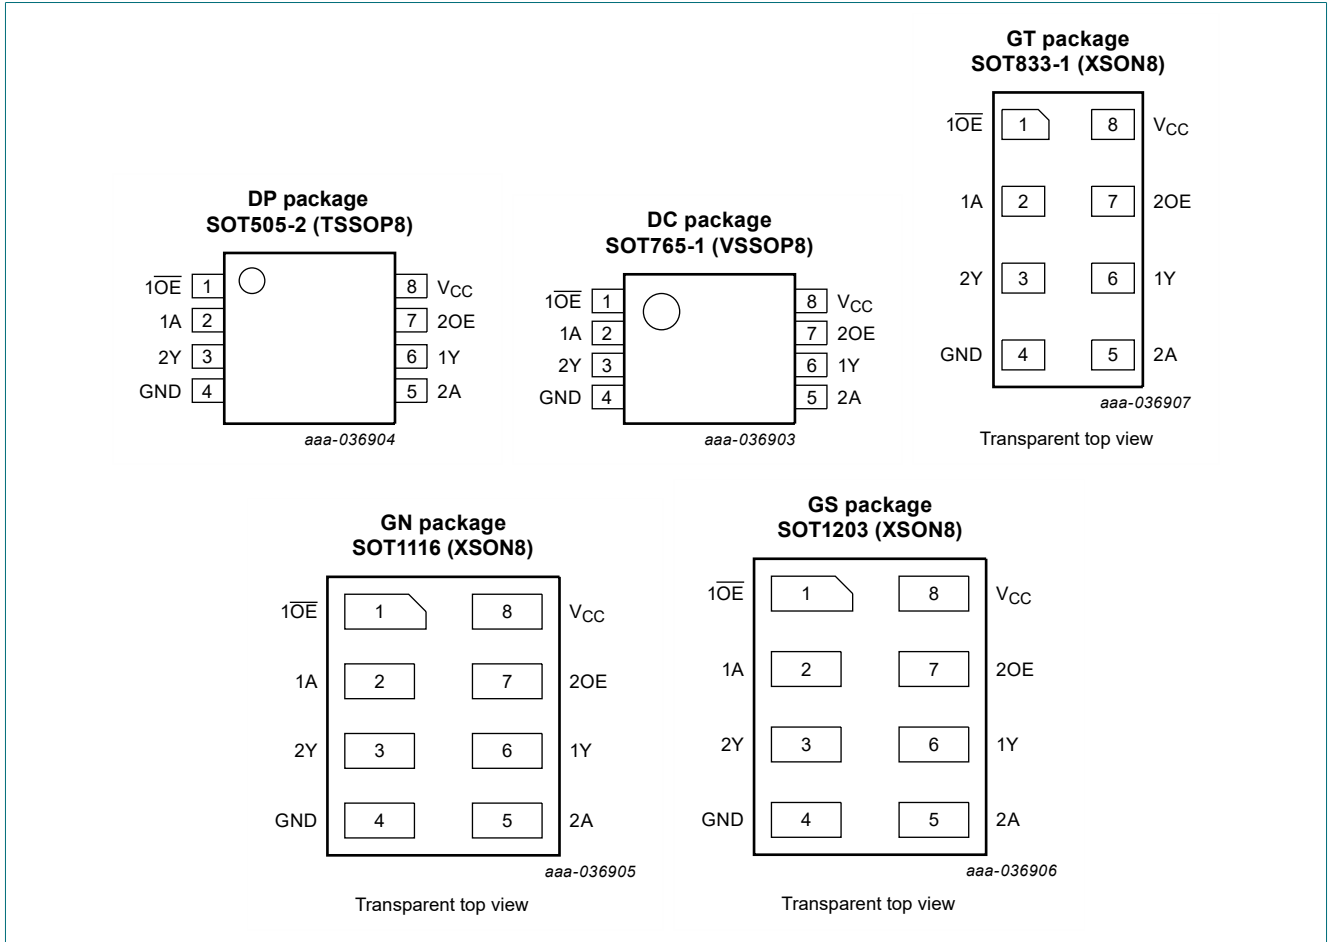 GT package
SOT833-1 (XSON8)
1O̅E̅ 1 8 VCC
1A 2 7 2OE
2Y 3 6 1Y
GND 4 5 2A
aaa-036907
Transparent top view
DP package
SOT505-2 (TSSOP8)
1O̅E̅ 1 8 VCC
1A 2 7 2OE
2Y 3 6 1Y
GND 4 5 2A
aaa-036904
DC package
SOT765-1 (VSSOP8)
1O̅E̅ 1 8 VCC
1A 2 7 2OE
2Y 3 6 1Y
GND 4 5 2A
aaa-036903
GN package
SOT1116 (XSON8)
1O̅E̅ 1 8 VCC
1A 2 7 2OE
2Y 3 6 1Y
GND 4 5 2A
aaa-036905
Transparent top view
GS package
SOT1203 (XSON8)
1O̅E̅ 1 8 VCC
1A 2 7 2OE
2Y 3 6 1Y
GND 4 5 2A
aaa-036906
Transparent top view